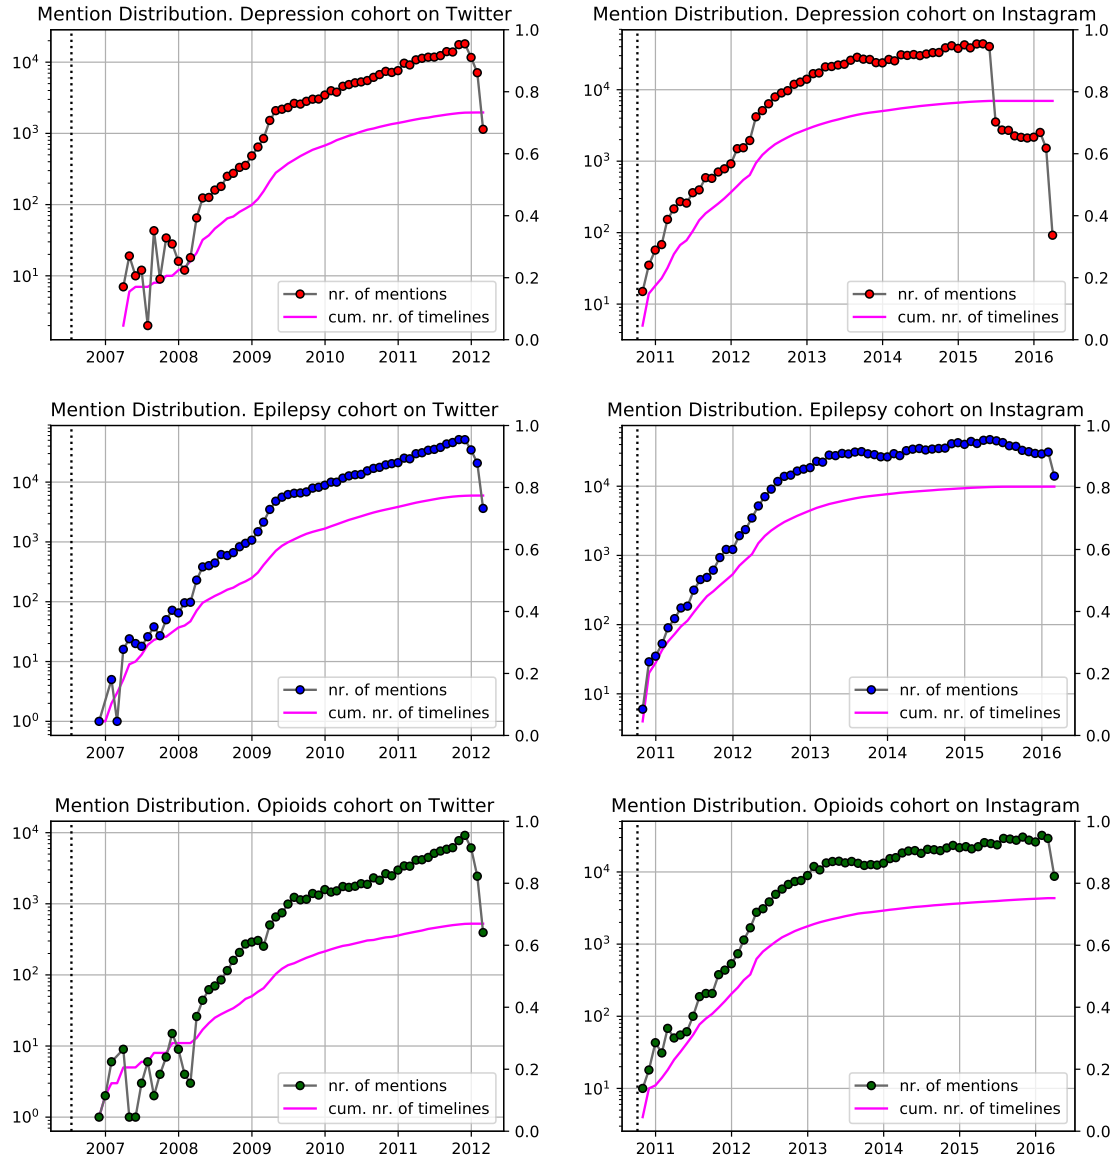 Mention Distribution. Depression cohort on Twitter
10^4
10^3
10^2
10^1
1.0
0.8
0.6
0.4
0.2
0.0
nr. of mentions
cum. nr. of timelines
2007 2008 2009 2010 2011 2012
Mention Distribution. Depression cohort on Instagram
10^4
10^3
10^2
10^1
1.0
0.8
0.6
0.4
0.2
0.0
nr. of mentions
cum. nr. of timelines
2011 2012 2013 2014 2015 2016
Mention Distribution. Epilepsy cohort on Twitter
10^4
10^3
10^2
10^1
10^0
1.0
0.8
0.6
0.4
0.2
0.0
nr. of mentions
cum. nr. of timelines
2007 2008 2009 2010 2011 2012
Mention Distribution. Epilepsy cohort on Instagram
10^4
10^3
10^2
10^1
1.0
0.8
0.6
0.4
0.2
0.0
nr. of mentions
cum. nr. of timelines
2011 2012 2013 2014 2015 2016
Mention Distribution. Opioids cohort on Twitter
10^4
10^3
10^2
10^1
10^0
1.0
0.8
0.6
0.4
0.2
0.0
nr. of mentions
cum. nr. of timelines
2007 2008 2009 2010 2011 2012
Mention Distribution. Opioids cohort on Instagram
10^4
10^3
10^2
10^1
1.0
0.8
0.6
0.4
0.2
0.0
nr. of mentions
cum. nr. of timelines
2011 2012 2013 2014 2015 2016